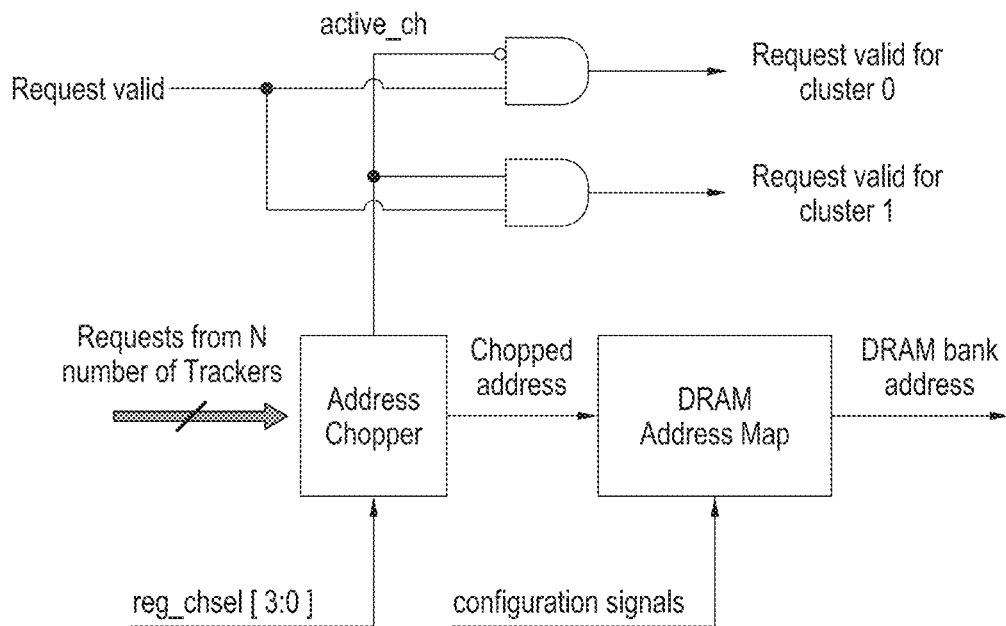 active_ch
Request valid
Request valid for
cluster 0
Request valid for
cluster 1
Requests from N
number of Trackers
Address
Chopper
Chopped
address
DRAM
Address Map
DRAM bank
address
reg_chsel [ 3:0 ]
configuration signals